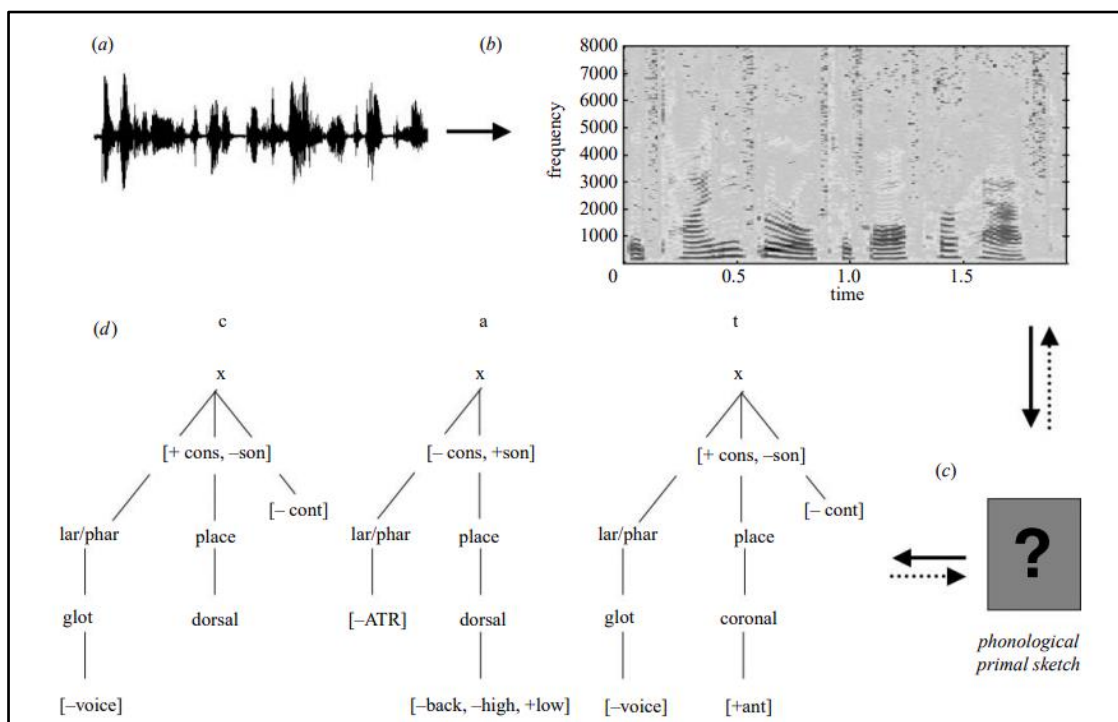 (a)
(b)
8000
7000
6000
5000
4000
3000
2000
1000
0
frequency
0.5 1.0 1.5
time
(d) c a t
x x x
[+ cons, –son] [– cons, +son] [+ cons, –son]
[– cont] [– cont]
(c)
lar/phar place lar/phar place lar/phar place
?
glot dorsal [–ATR] dorsal glot coronal
phonological
primal sketch
[–voice] [–back, –high, +low] [–voice] [+ant]